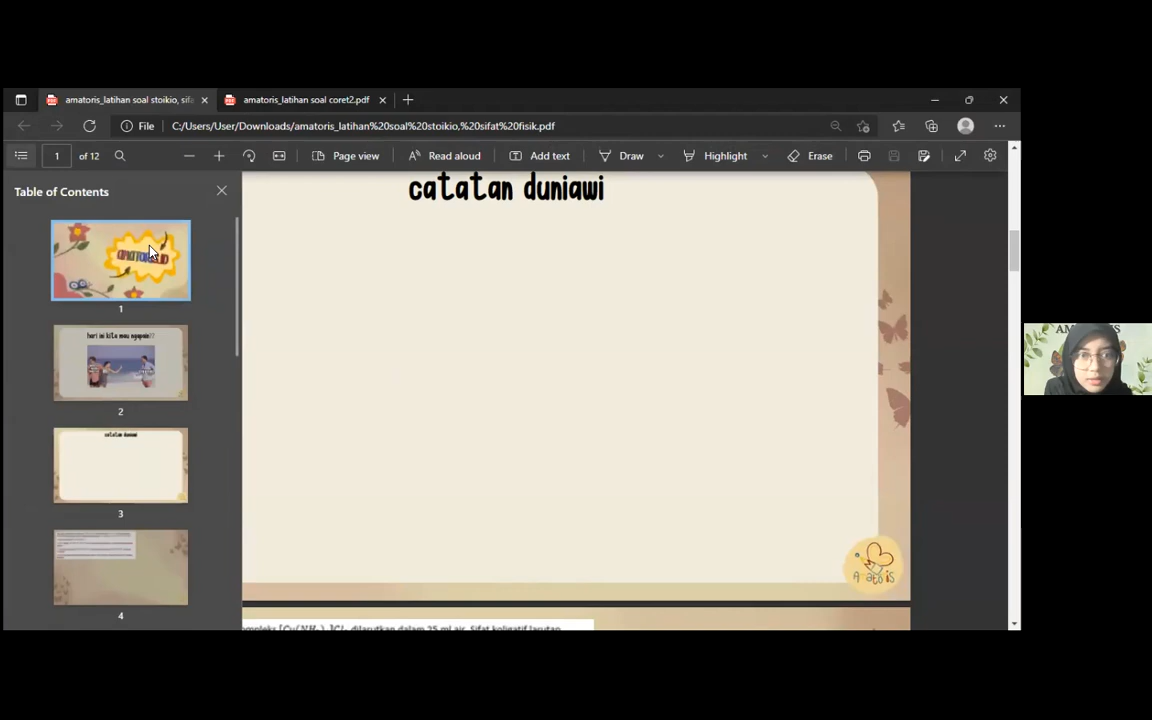 amatoris_latihan soal stoikio, sifa
amatoris_latihan soal coret2.pdf
File
C:/Users/User/Downloads/amatoris_latihan%20soal%20stoikio,%20sifat%20fisik.pdf
1 of 12
Page view
Read aloud
Add text
Draw
Highlight
Erase
Table of Contents
catatan duniawi
1
hari ini kita mau ngapain??
2
catatan duniawi
3
4